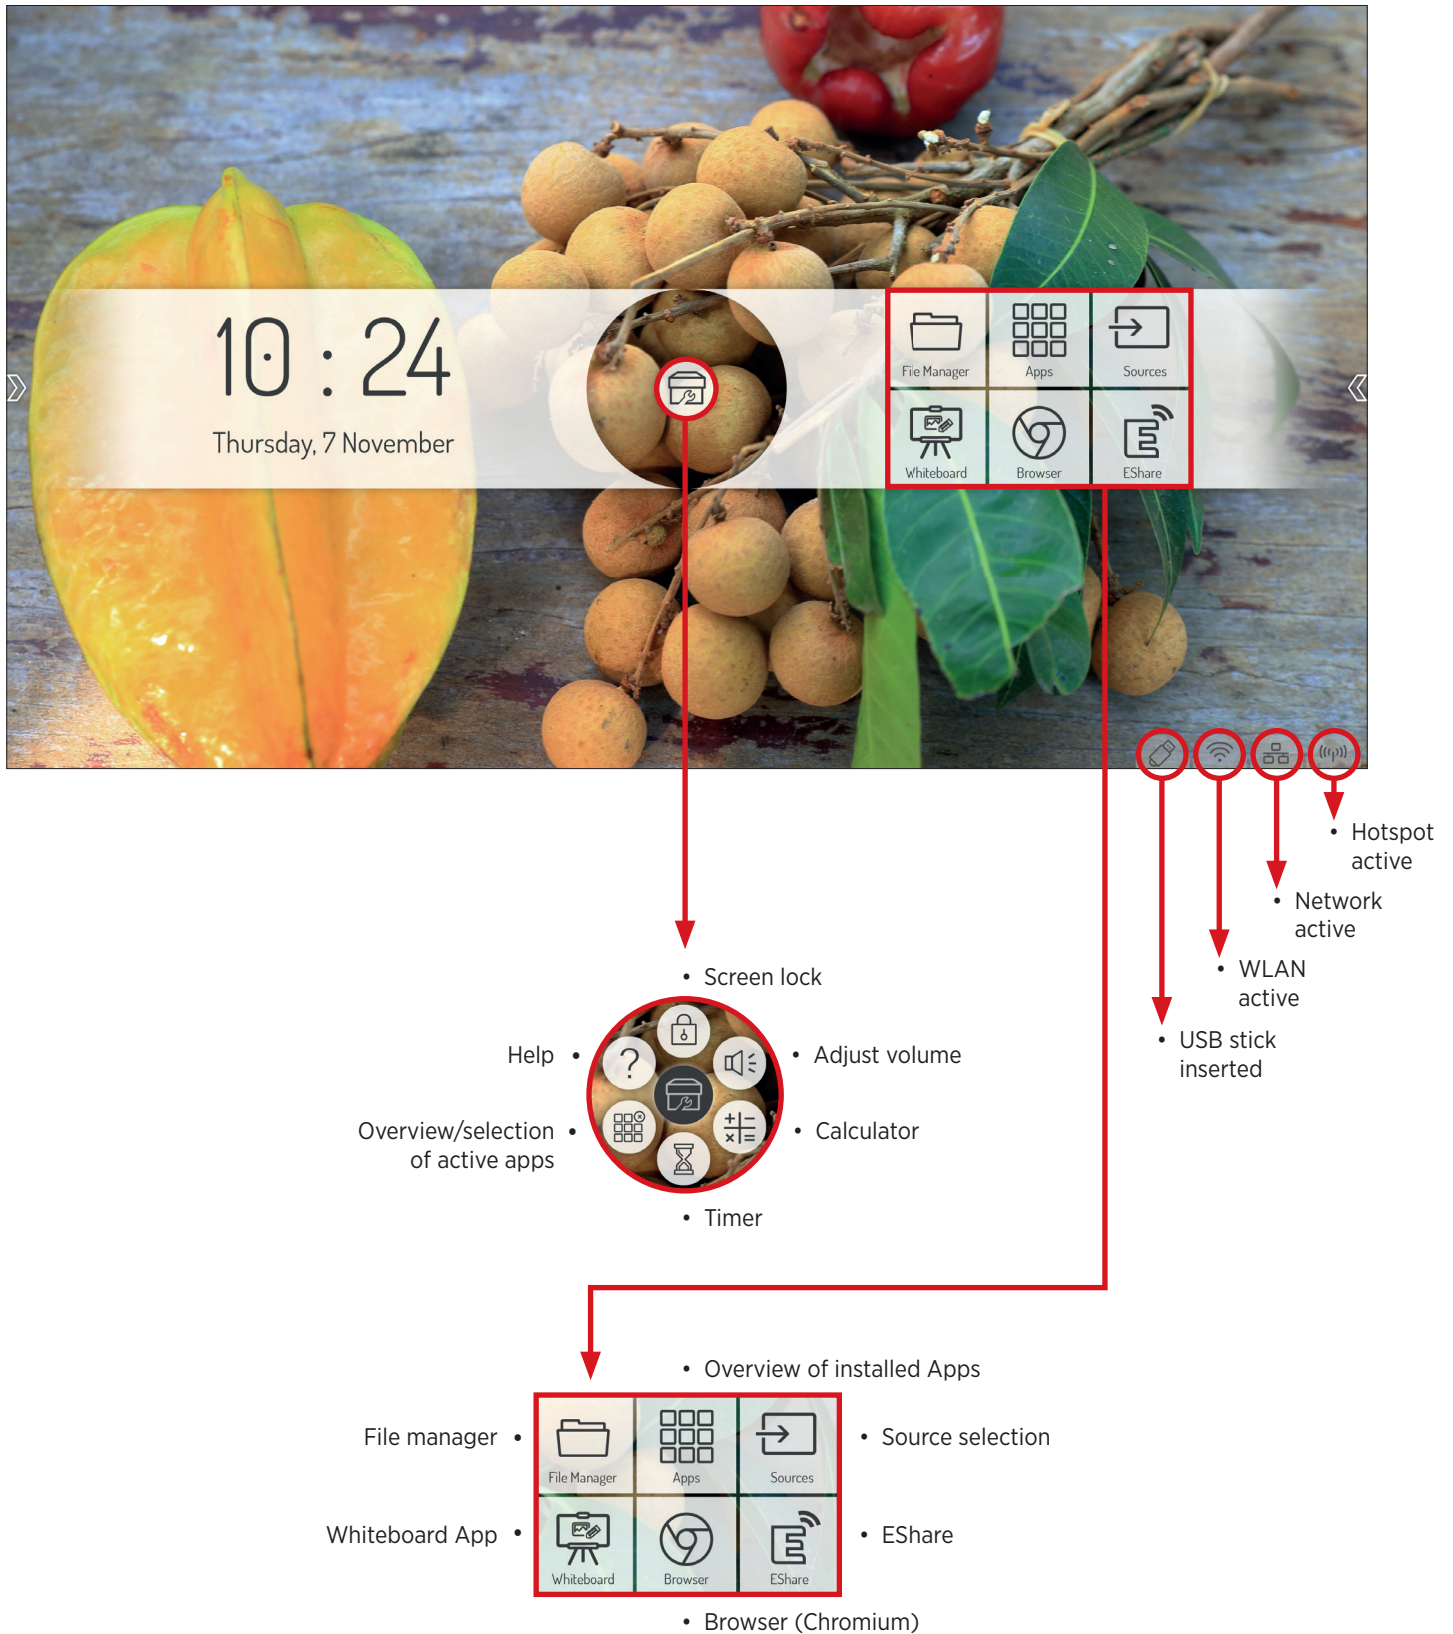 10 : 24
Thursday, 7 November
File Manager
Apps
Sources
Whiteboard
Browser
EShare
• Hotspot
active
• Network
active
• WLAN
active
• USB stick
inserted
• Screen lock
Help •
• Adjust volume
Overview/selection •
of active apps
• Calculator
• Timer
• Overview of installed Apps
File manager •
• Source selection
File Manager
Apps
Sources
Whiteboard App •
• EShare
Whiteboard
Browser
EShare
• Browser (Chromium)